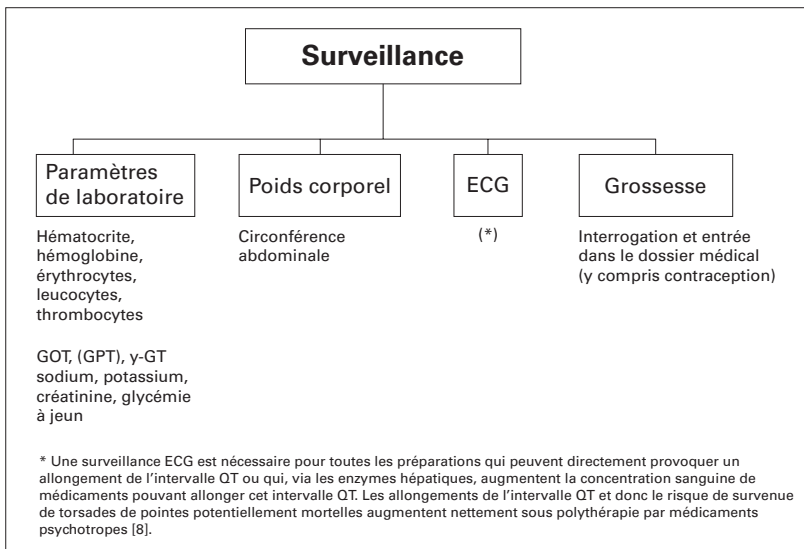 Surveillance
Paramètres
de laboratoire
Poids corporel
ECG
Grossesse
Hématocrite,
hémoglobine,
érythrocytes,
leucocytes,
thrombocytes
GOT, (GPT), y-GT
sodium, potassium,
créatinine, glycémie
à jeun
Circonférence
abdominale
(*)
Interrogation et entrée
dans le dossier médical
(y compris contraception)
* Une surveillance ECG est nécessaire pour toutes les préparations qui peuvent directement provoquer un
allongement de l’intervalle QT ou qui, via les enzymes hépatiques, augmentent la concentration sanguine de
médicaments pouvant allonger cet intervalle QT. Les allongements de l’intervalle QT et donc le risque de survenue
de torsades de pointes potentiellement mortelles augmentent nettement sous polythérapie par médicaments
psychotropes [8].